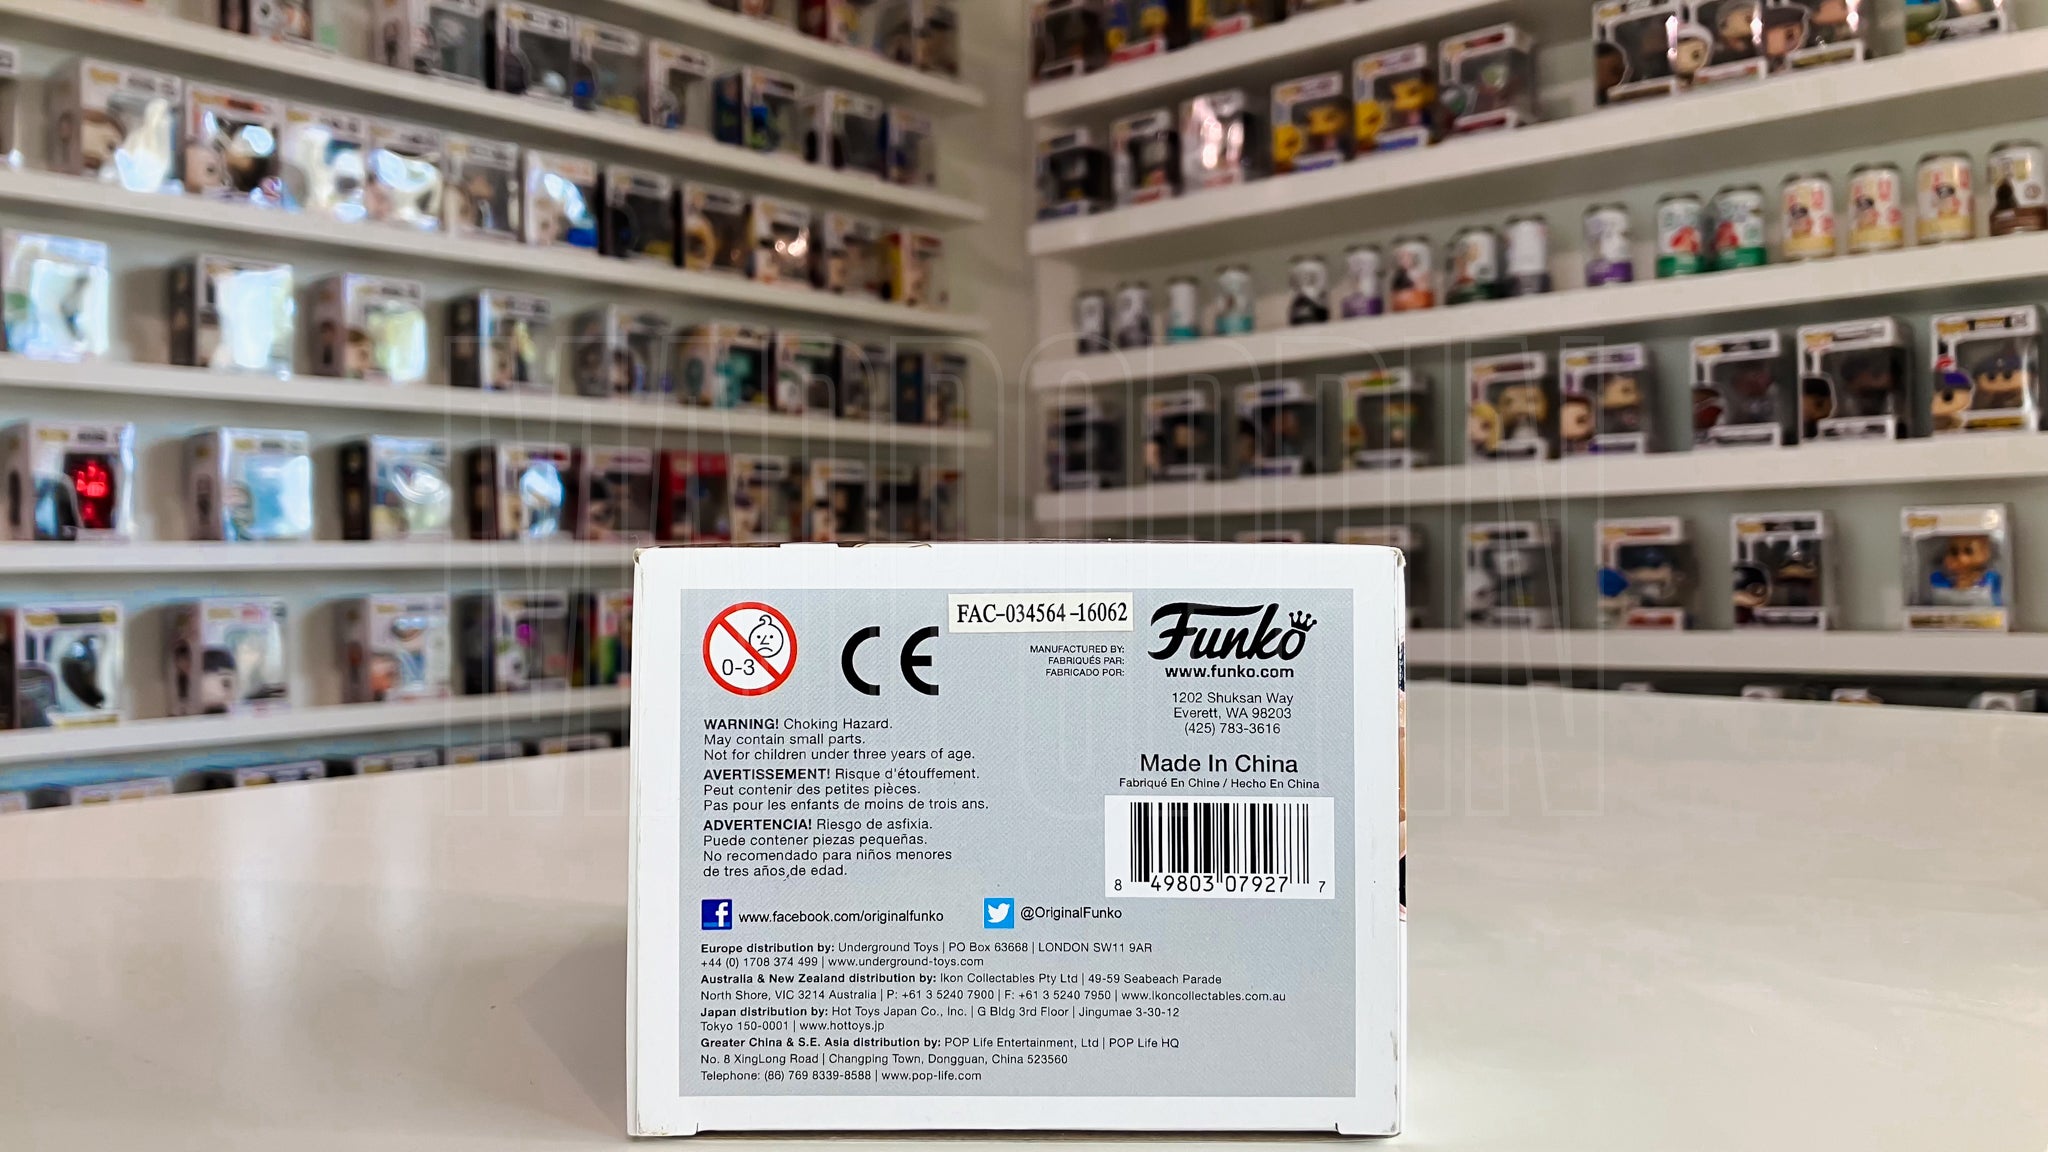 MARPOPPIN
0-3
CE
FAC-034564-16062
MANUFACTURED BY:
FABRIQUÉS PAR:
FABRICADO POR:
Funko
www.funko.com
1202 Shuksan Way
Everett, WA 98203
(425) 783-3616
Made In China
Fabriqué En Chine / Hecho En China
8 49803 07927 7
WARNING! Choking Hazard.
May contain small parts.
Not for children under three years of age.
AVERTISSEMENT! Risque d'étouffement.
Peut contenir des petites pièces.
Pas pour les enfants de moins de trois ans.
ADVERTENCIA! Riesgo de asfixia.
Puede contener piezas pequeñas.
No recomendado para niños menores
de tres años,de edad.
www.facebook.com/originalfunko
@OriginalFunko
Europe distribution by: Underground Toys | PO Box 63668 | LONDON SW11 9AR
+44 (0) 1708 374 499 | www.underground-toys.com
Australia & New Zealand distribution by: Ikon Collectables Pty Ltd | 49-59 Seabeach Parade
North Shore, VIC 3214 Australia | P: +61 3 5240 7900 | F: +61 3 5240 7950 | www.ikoncollectables.com.au
Japan distribution by: Hot Toys Japan Co., Inc. | G Bldg 3rd Floor | Jingumae 3-30-12
Tokyo 150-0001 | www.hottoys.jp
Greater China & S.E. Asia distribution by: POP Life Entertainment, Ltd | POP Life HQ
No. 8 XingLong Road | Changping Town, Dongguan, China 523560
Telephone: (86) 769 8339-8588 | www.pop-life.com